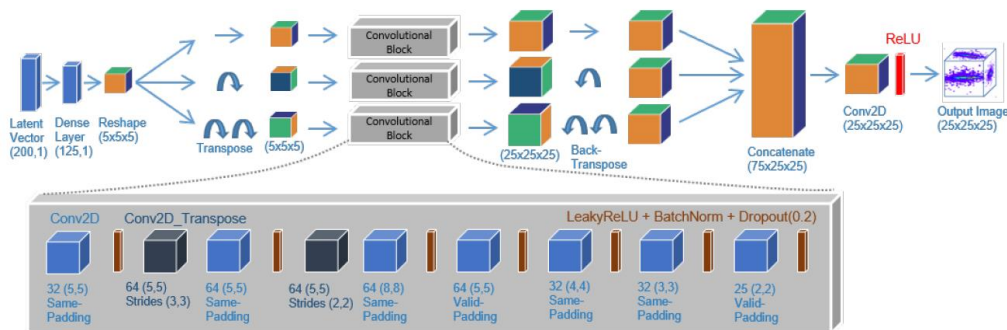 Convolutional
Block
Convolutional
Block
Convolutional
Block
Latent
Vector
(200,1)
Dense
Layer
(125,1)
Reshape
(5x5x5)
Transpose
(5x5x5)
(25x25x25)
Back-
Transpose
Concatenate
(75x25x25)
Conv2D
(25x25x25)
ReLU
Output Image
(25x25x25)
Conv2D
Conv2D_Transpose
LeakyReLU + BatchNorm + Dropout(0.2)
32 (5,5)
Same-
Padding
64 (5,5)
Strides (3,3)
64 (5,5)
Same-
Padding
64 (5,5)
Strides (2,2)
64 (8,8)
Same-
Padding
64 (5,5)
Valid-
Padding
32 (4,4)
Same-
Padding
32 (3,3)
Same-
Padding
25 (2,2)
Valid-
Padding